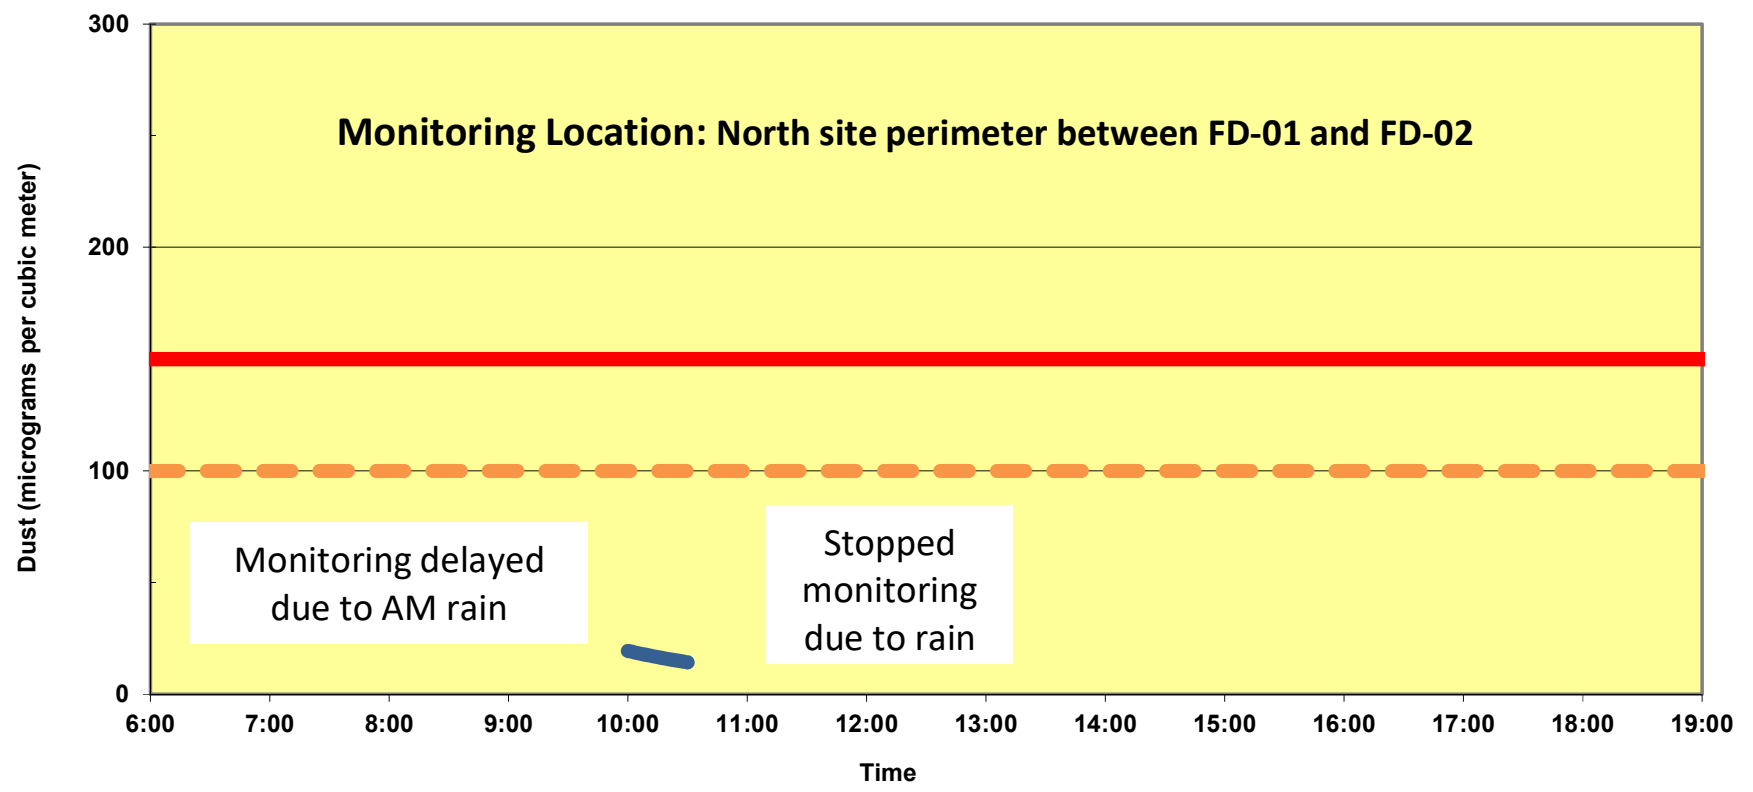 300
Monitoring Location: North site perimeter between FD-01 and FD-02
200
100
0
Dust (micrograms per cubic meter)
Monitoring delayed
due to AM rain
Stopped
monitoring
due to rain
6:00 7:00 8:00 9:00 10:00 11:00 12:00 13:00 14:00 15:00 16:00 17:00 18:00 19:00
Time